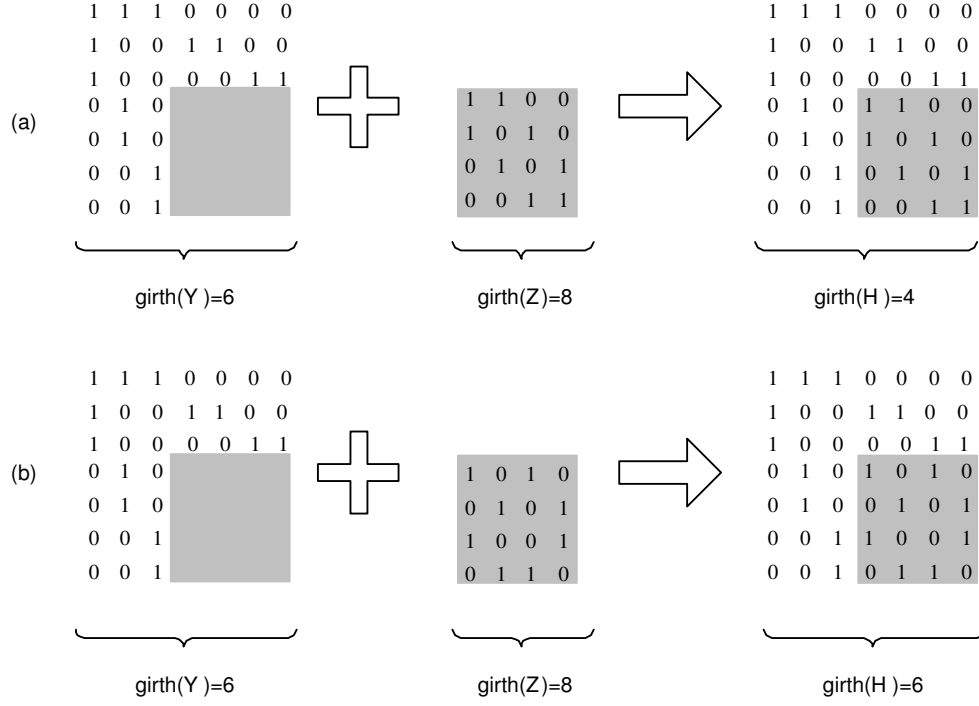 1 1 1 0 0 0 0
1 0 0 1 1 0 0
1 0 0 0 0 1 1
0 1 0
0 1 0
0 0 1
0 0 1
(a)
1 1 0 0
1 0 1 0
0 1 0 1
0 0 1 1
1 1 1 0 0 0 0
1 0 0 1 1 0 0
1 0 0 0 0 1 1
0 1 0 1 1 0 0
0 1 0 1 0 1 0
0 0 1 0 1 0 1
0 0 1 0 0 1 1
girth(Y )=6
girth(Z)=8
girth(H )=4
1 1 1 0 0 0 0
1 0 0 1 1 0 0
1 0 0 0 0 1 1
0 1 0
0 1 0
0 0 1
0 0 1
(b)
1 0 1 0
0 1 0 1
1 0 0 1
0 1 1 0
1 1 1 0 0 0 0
1 0 0 1 1 0 0
1 0 0 0 0 1 1
0 1 0 1 0 1 0
0 1 0 0 1 0 1
0 0 1 1 0 0 1
0 0 1 0 1 1 0
girth(Y )=6
girth(Z)=8
girth(H )=6